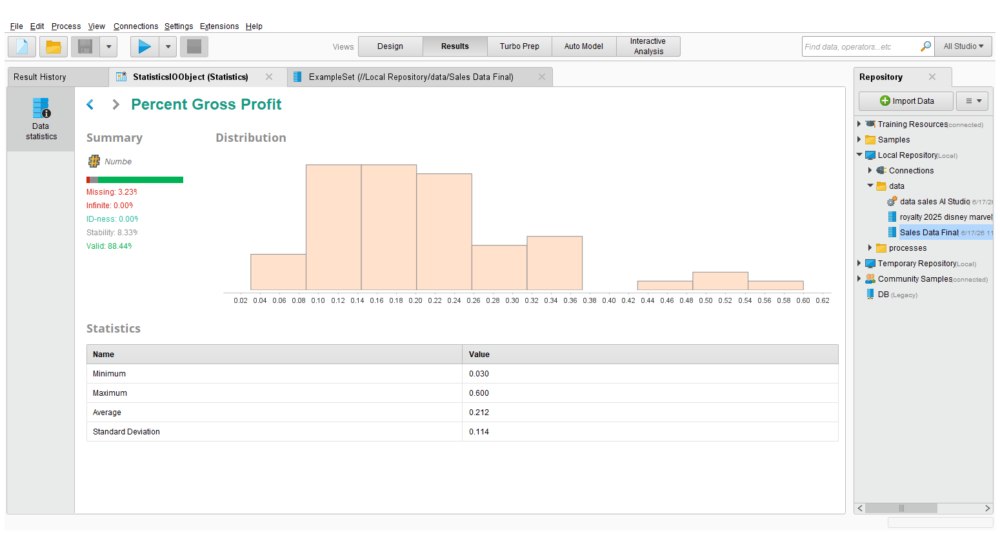 File Edit Process View Connections Settings Extensions Help
Views Design Results Turbo Prep Auto Model Interactive Analysis
Find data, operators...etc All Studio
Result History StatisticsIOObject (Statistics) ExampleSet (//Local Repository/data/Sales Data Final)
Data
statistics
Percent Gross Profit
Summary
Numbe
Missing: 3.23%
Infinite: 0.00%
ID-ness: 0.00%
Stability: 8.33%
Valid: 88.44%
Distribution
0.02 0.04 0.06 0.08 0.10 0.12 0.14 0.16 0.18 0.20 0.22 0.24 0.26 0.28 0.30 0.32 0.34 0.36 0.38 0.40 0.42 0.44 0.46 0.48 0.50 0.52 0.54 0.56 0.58 0.60 0.62
Statistics
Name Value
Minimum 0.030
Maximum 0.600
Average 0.212
Standard Deviation 0.114
Repository
Import Data
Training Resources (connected)
Samples
Local Repository (Local)
Connections
data
data sales AI Studio 6/17/2
royalty 2025 disney marvel
Sales Data Final 6/17/26 11
processes
Temporary Repository (Local)
Community Samples (connected)
DB (Legacy)